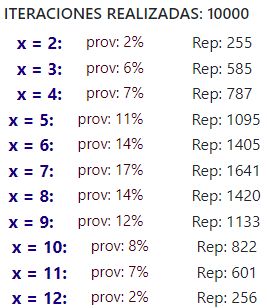 ITERACIONES REALIZADAS: 10000
x = 2: prov: 2% Rep: 255
x = 3: prov: 6% Rep: 585
x = 4: prov: 7% Rep: 787
x = 5: prov: 11% Rep: 1095
x = 6: prov: 14% Rep: 1405
x = 7: prov: 17% Rep: 1641
x = 8: prov: 14% Rep: 1420
x = 9: prov: 12% Rep: 1133
x = 10: prov: 8% Rep: 822
x = 11: prov: 7% Rep: 601
x = 12: prov: 2% Rep: 256